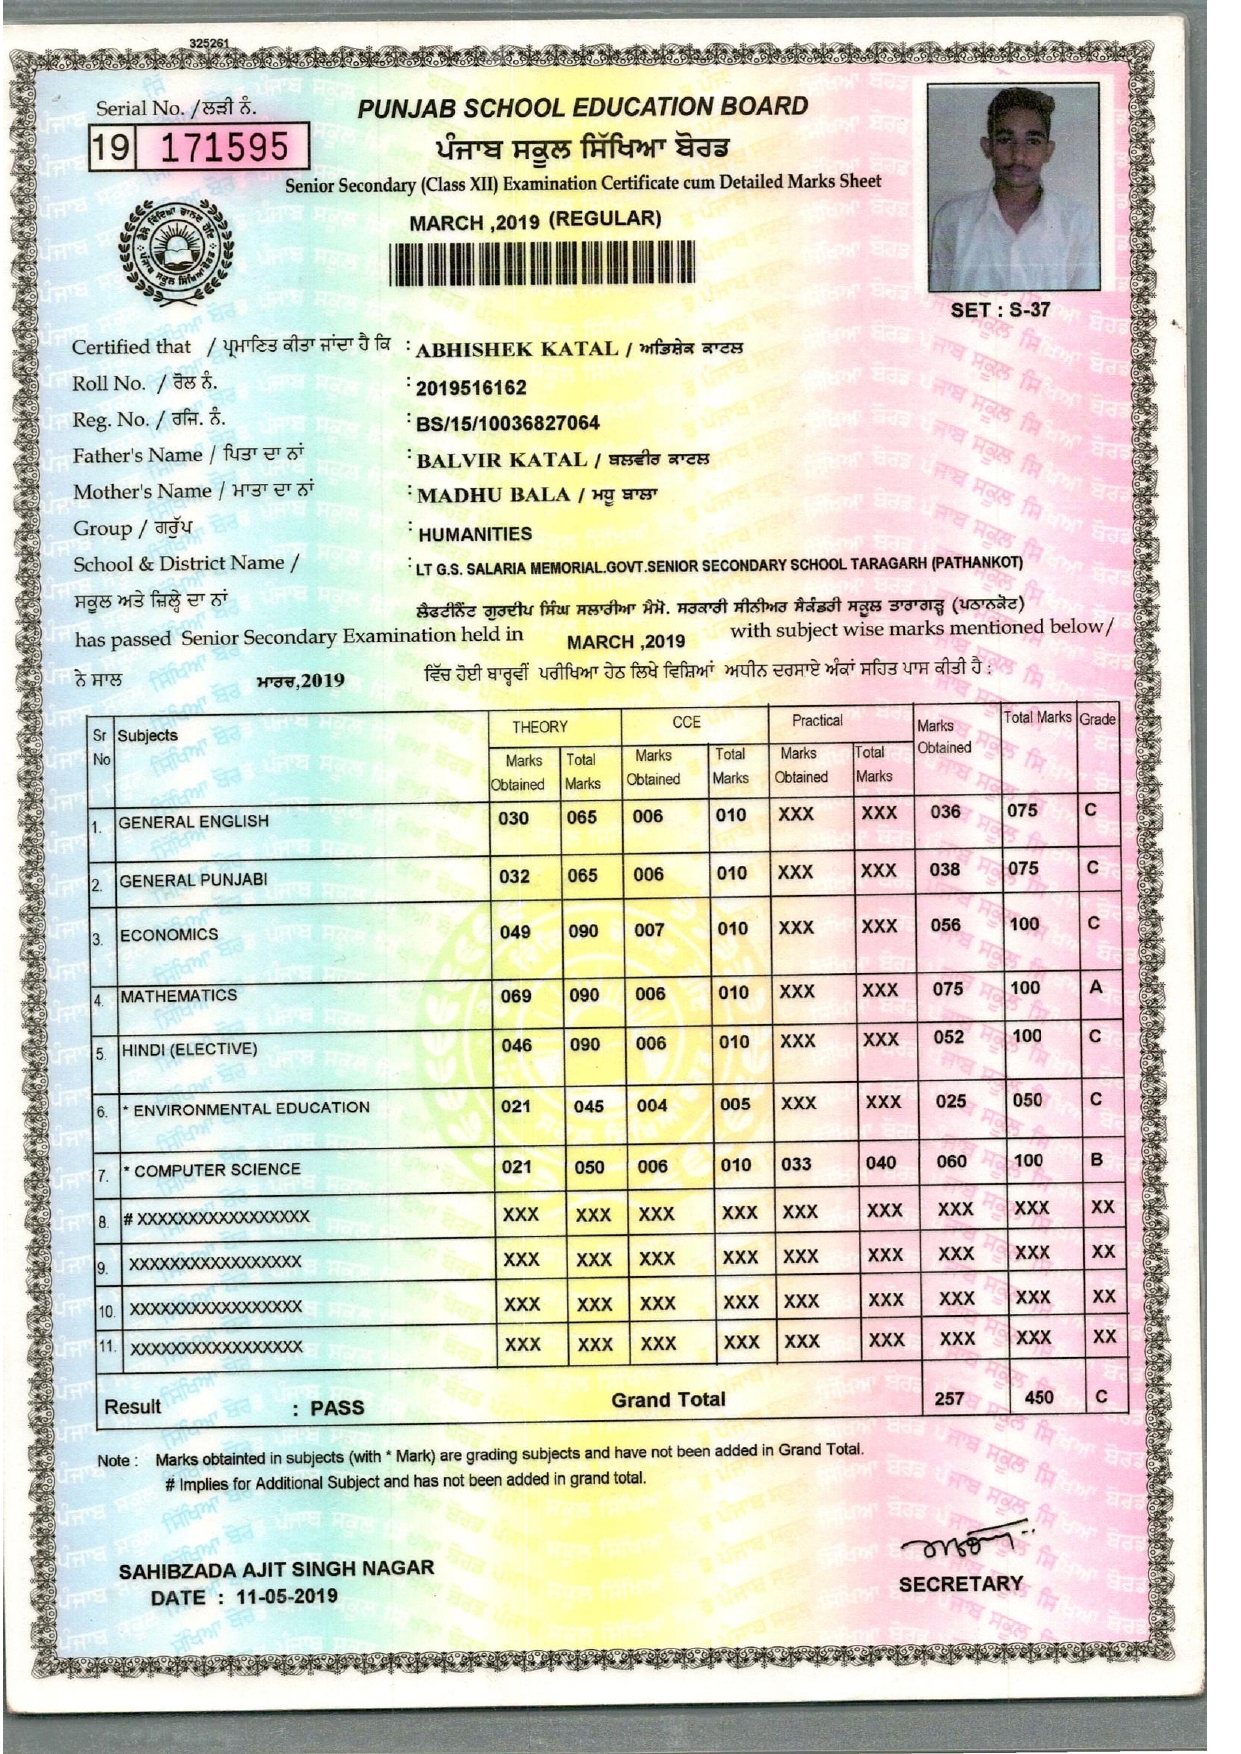 325261
Serial No. /ਲੜੀ ਨੰ.
19 171595
PUNJAB SCHOOL EDUCATION BOARD
ਪੰਜਾਬ ਸਕੂਲ ਸਿੱਖਿਆ ਬੋਰਡ
Senior Secondary (Class XII) Examination Certificate cum Detailed Marks Sheet
MARCH ,2019 (REGULAR)
SET : S-37
Certified that / ਪ੍ਰਮਾਣਿਤ ਕੀਤਾ ਜਾਂਦਾ ਹੈ ਕਿ : ABHISHEK KATAL / ਅਭਿਸ਼ੇਕ ਕਾਟਲ
Roll No. / ਰੋਲ ਨੰ. : 2019516162
Reg. No. / ਰਜਿ. ਨੰ. : BS/15/10036827064
Father's Name / ਪਿਤਾ ਦਾ ਨਾਂ : BALVIR KATAL / ਬਲਵੀਰ ਕਾਟਲ
Mother's Name / ਮਾਤਾ ਦਾ ਨਾਂ : MADHU BALA / ਮਧੂ ਬਾਲਾ
Group / ਗਰੁੱਪ : HUMANITIES
School & District Name / : LT G.S. SALARIA MEMORIAL.GOVT.SENIOR SECONDARY SCHOOL TARAGARH (PATHANKOT)
ਸਕੂਲ ਅਤੇ ਜ਼ਿਲ੍ਹੇ ਦਾ ਨਾਂ ਲੈਫਟੀਨੈਂਟ ਗੁਰਦੀਪ ਸਿੰਘ ਸਲਾਰੀਆ ਮੈਮੋ. ਸਰਕਾਰੀ ਸੀਨੀਅਰ ਸੈਕੰਡਰੀ ਸਕੂਲ ਤਾਰਾਗੜ੍ਹ (ਪਠਾਨਕੋਟ)
has passed Senior Secondary Examination held in MARCH ,2019 with subject wise marks mentioned below/
ਨੇ ਸਾਲ ਮਾਰਚ,2019 ਵਿੱਚ ਹੋਈ ਬਾਰ੍ਹਵੀਂ ਪਰੀਖਿਆ ਹੇਠ ਲਿਖੇ ਵਿਸ਼ਿਆਂ ਅਧੀਨ ਦਰਸਾਏ ਅੰਕਾਂ ਸਹਿਤ ਪਾਸ ਕੀਤੀ ਹੈ :
Sr No Subjects THEORY CCE Practical Marks Obtained Total Marks Grade
Marks Obtained Total Marks Marks Obtained Total Marks Marks Obtained Total Marks
1. GENERAL ENGLISH 030 065 006 010 XXX XXX 036 075 C
2. GENERAL PUNJABI 032 065 006 010 XXX XXX 038 075 C
3. ECONOMICS 049 090 007 010 XXX XXX 056 100 C
4. MATHEMATICS 069 090 006 010 XXX XXX 075 100 A
5. HINDI (ELECTIVE) 046 090 006 010 XXX XXX 052 100 C
6. * ENVIRONMENTAL EDUCATION 021 045 004 005 XXX XXX 025 050 C
7. * COMPUTER SCIENCE 021 050 006 010 033 040 060 100 B
8. # XXXXXXXXXXXXXXXXX XXX XXX XXX XXX XXX XXX XXX XXX XX
9. XXXXXXXXXXXXXXXXX XXX XXX XXX XXX XXX XXX XXX XXX XX
10. XXXXXXXXXXXXXXXXX XXX XXX XXX XXX XXX XXX XXX XXX XX
11. XXXXXXXXXXXXXXXXX XXX XXX XXX XXX XXX XXX XXX XXX XX
Result : PASS Grand Total 257 450 C
Note : Marks obtainted in subjects (with * Mark) are grading subjects and have not been added in Grand Total.
# Implies for Additional Subject and has not been added in grand total.
SAHIBZADA AJIT SINGH NAGAR
DATE : 11-05-2019
SECRETARY